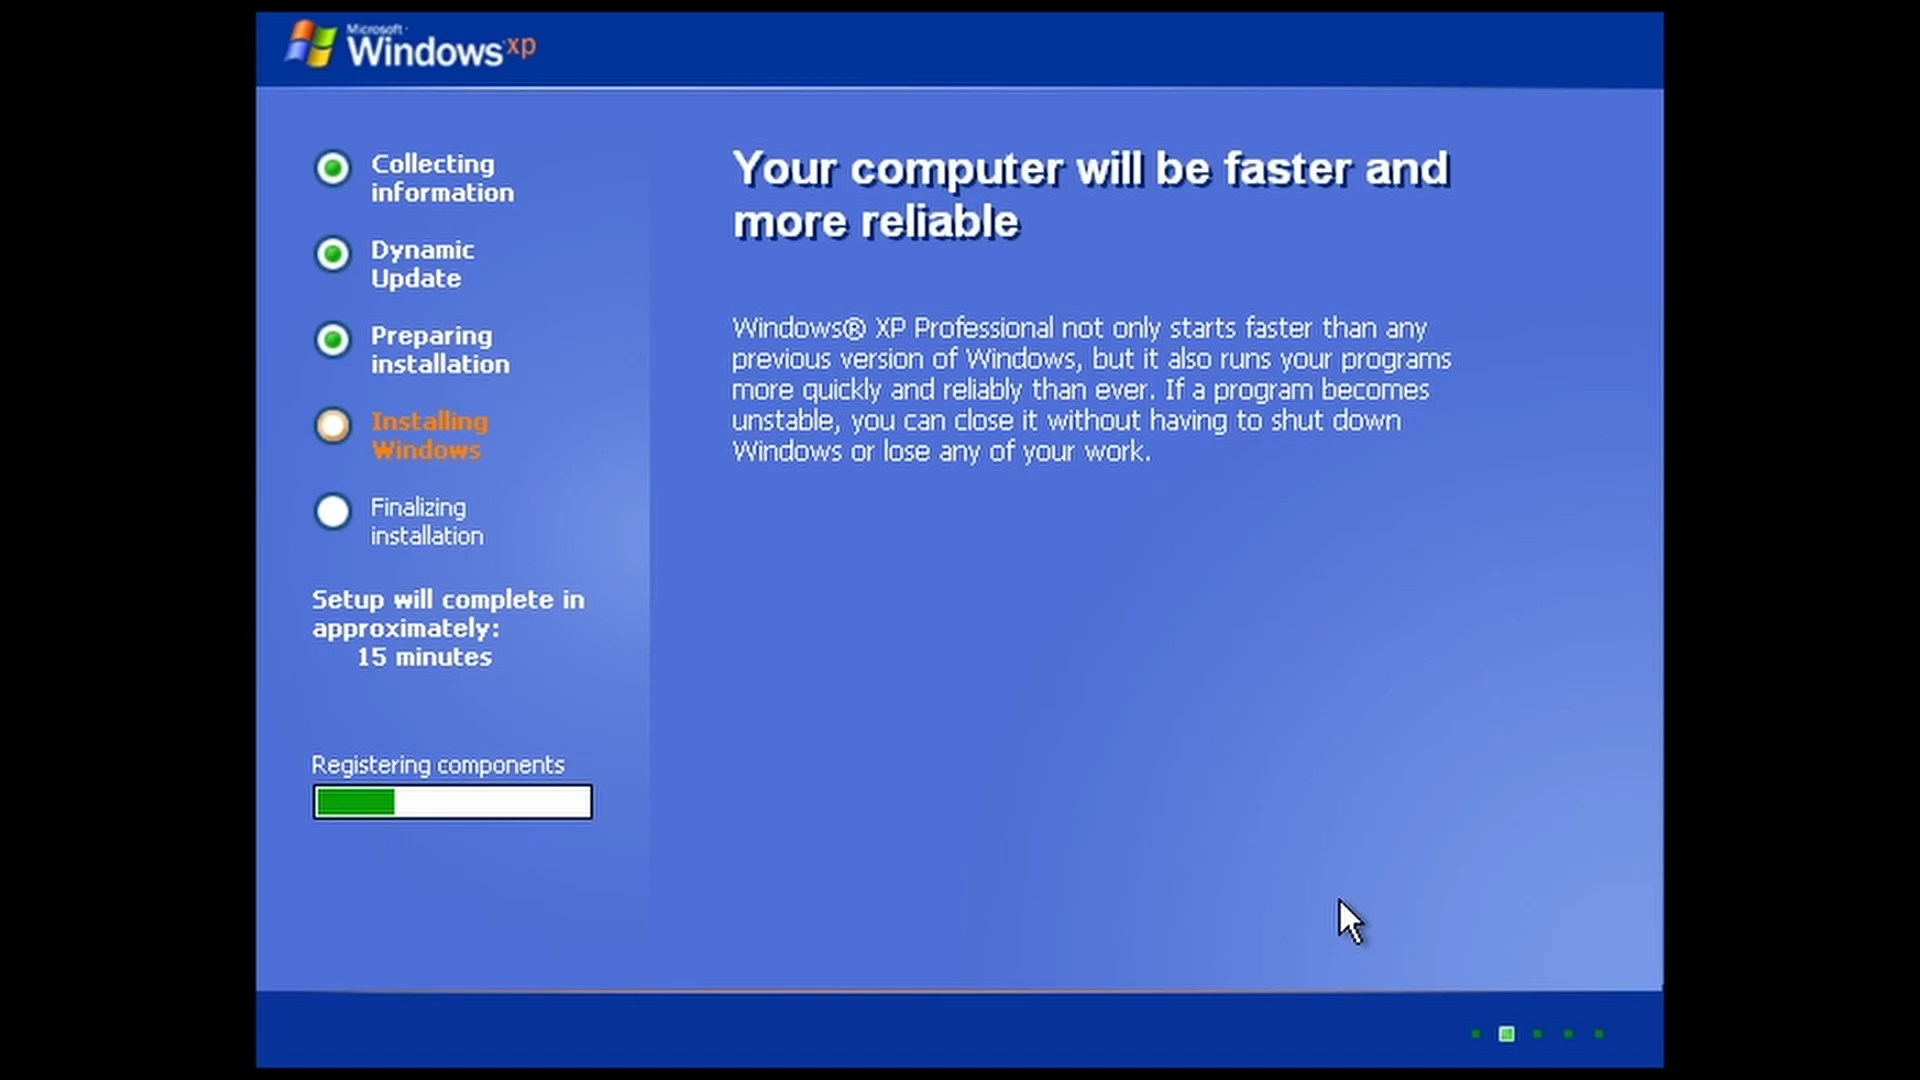 Microsoft
Windows xp
Collecting
information
Dynamic
Update
Preparing
installation
Installing
Windows
Finalizing
installation
Setup will complete in
approximately:
15 minutes
Registering components
Your computer will be faster and
more reliable
Windows® XP Professional not only starts faster than any
previous version of Windows, but it also runs your programs
more quickly and reliably than ever. If a program becomes
unstable, you can close it without having to shut down
Windows or lose any of your work.